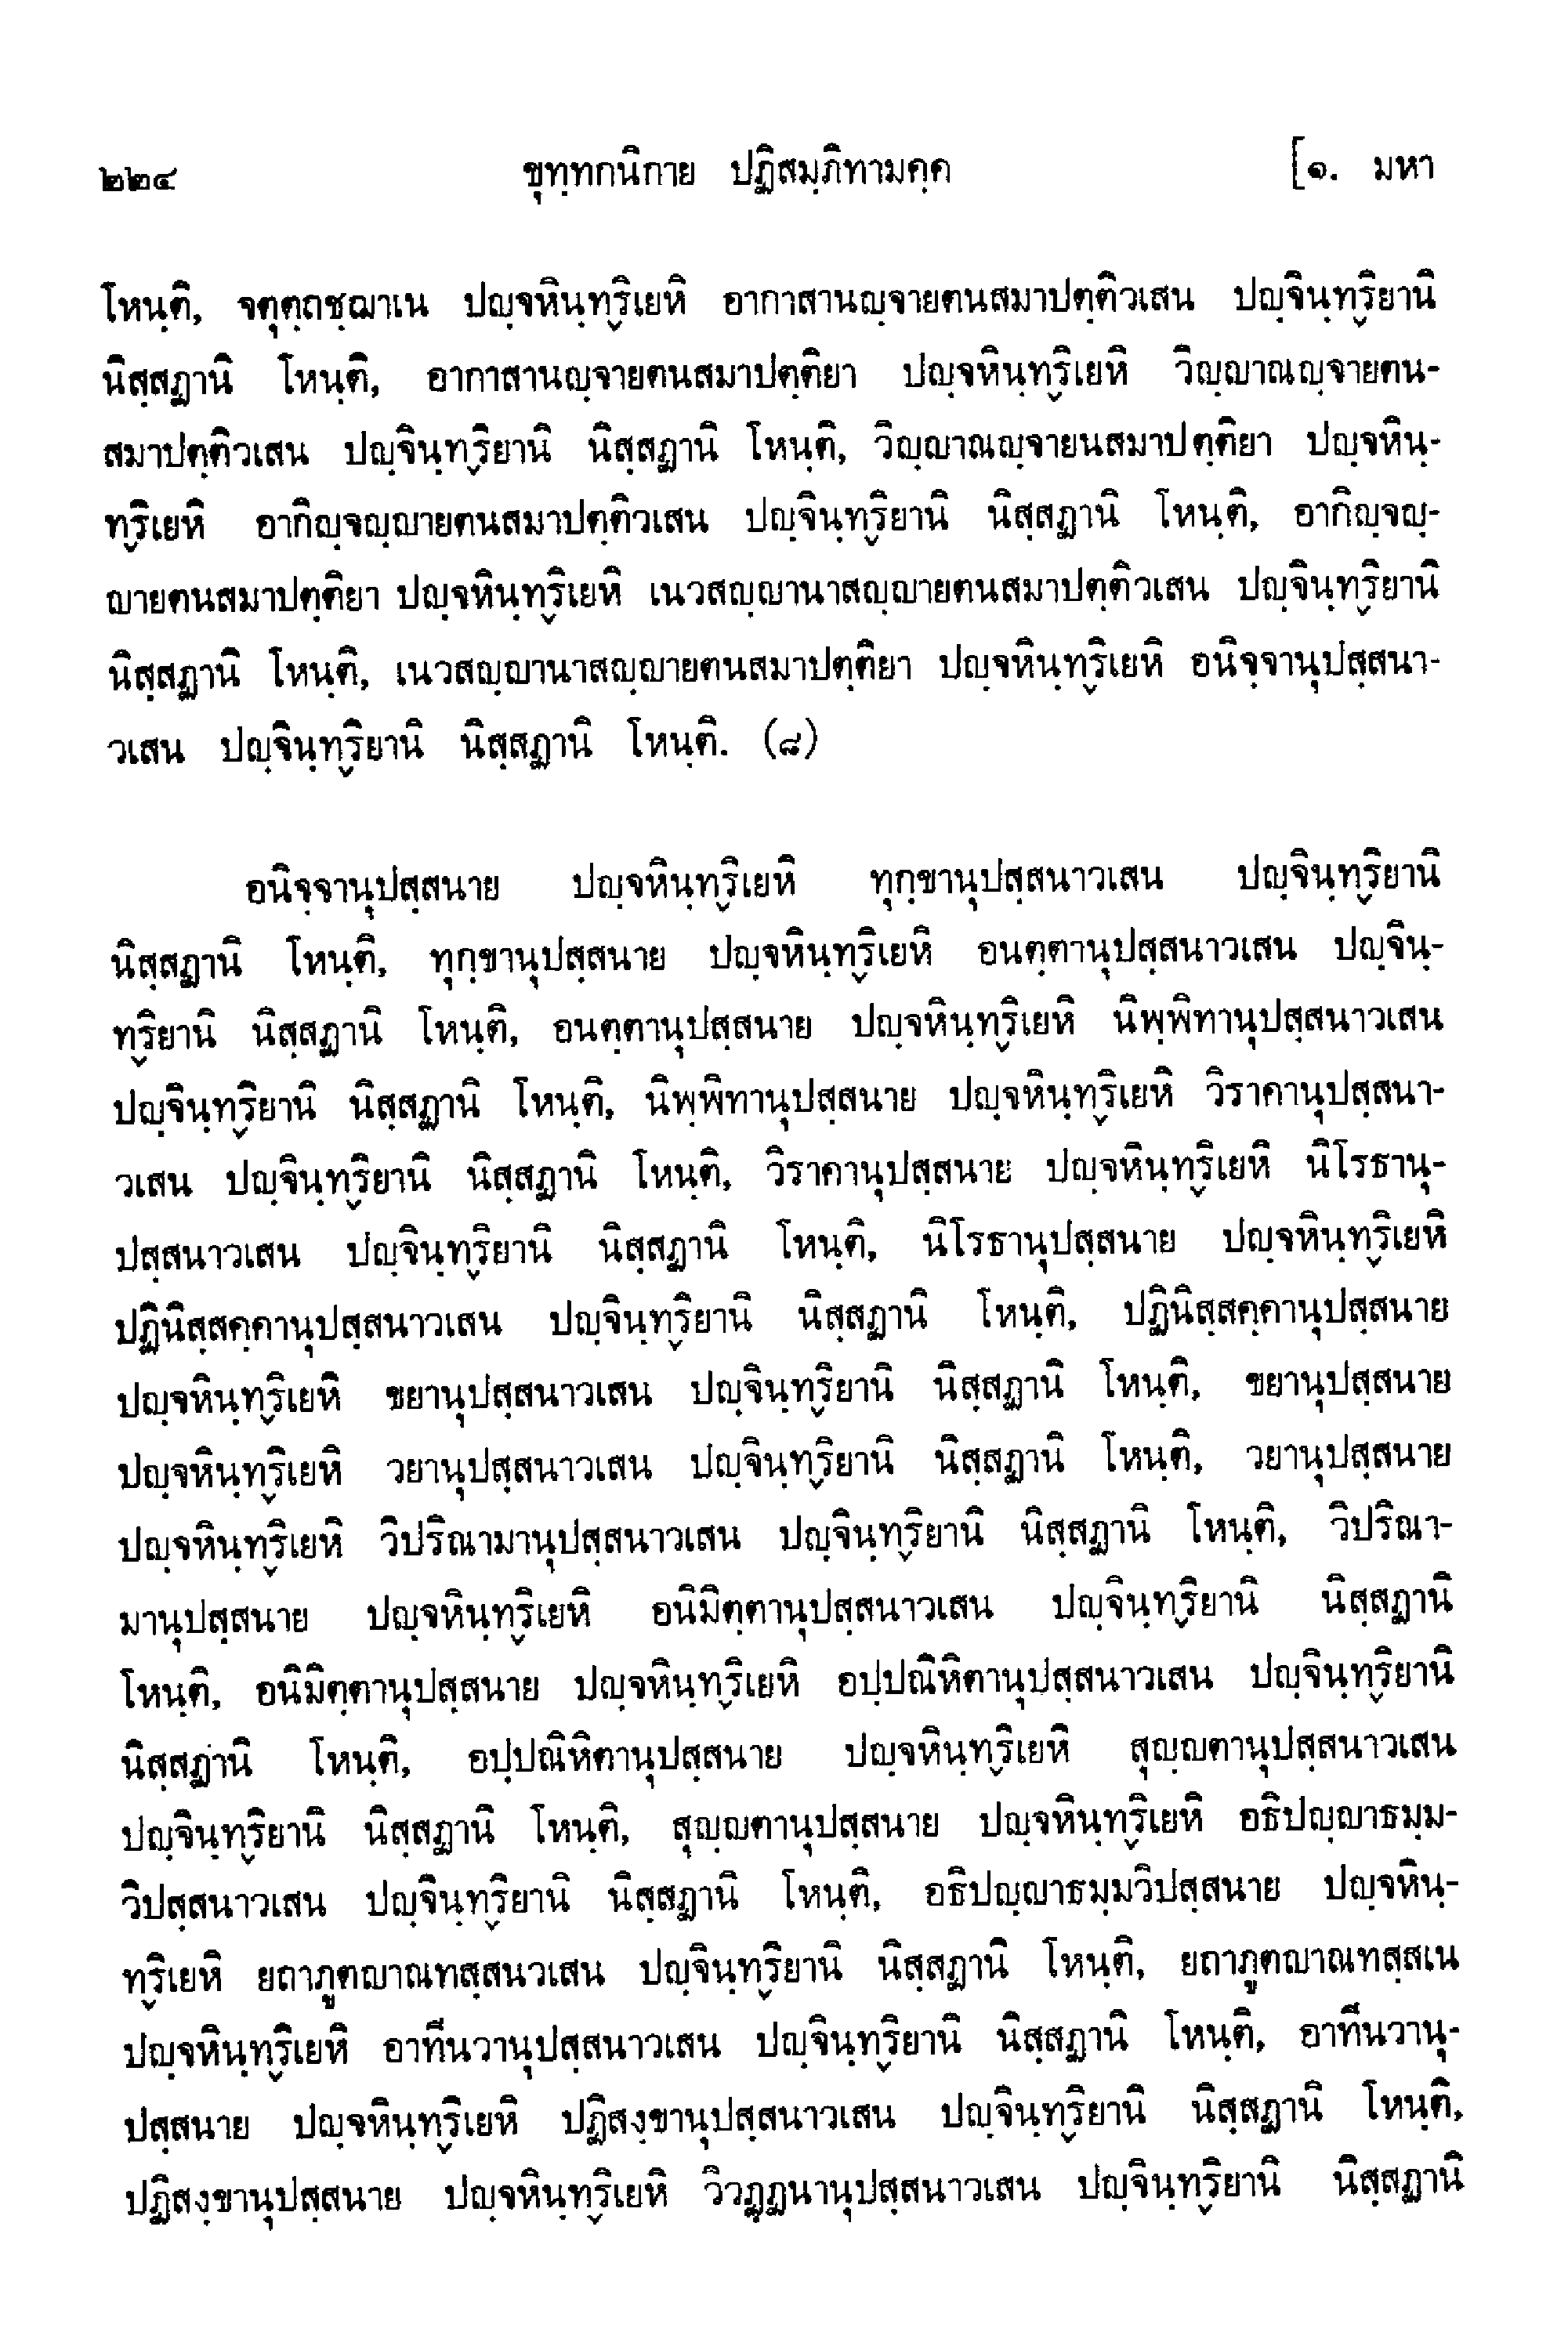 ๒๒๔ ขุทฺทกนิกาย ปฏิสมฺภิทามคฺค [๑. มหา
โหนฺติ, จตุตฺถชฺฌาเน ปญฺจหินฺทฺริเยหิ อากาสานญฺจายตนสมาปตฺติวเสน ปญฺจินฺทฺริยานิ
นิสฺสฏานิ โหนฺติ, อากาสานญฺจายตนสมาปตฺติยา ปญฺจหินฺทฺริเยหิ วิญฺญาณญฺจายตน-
สมาปตฺติวเสน ปญฺจินฺทฺริยานิ นิสฺสฏานิ โหนฺติ, วิญฺญาณญฺจายนสมาปตฺติยา ปญฺจหินฺ-
ทฺริเยหิ อากิญฺจญฺญายตนสมาปตฺติวเสน ปญฺจินฺทฺริยานิ นิสฺสฏานิ โหนฺติ, อากิญฺจญฺ-
ญายตนสมาปตฺติยา ปญฺจหินฺทฺริเยหิ เนวสญฺญานาสญฺญายตนสมาปตฺติวเสน ปญฺจินฺทฺริยานิ
นิสฺสฏานิ โหนฺติ, เนวสญฺญานาสญฺญายตนสมาปตฺติยา ปญฺจหินฺทฺริเยหิ อนิจฺจานุปสฺสนา-
วเสน ปญฺจินฺทฺริยานิ นิสฺสฏานิ โหนฺติ. (๘)
อนิจฺจานุปสฺสนาย ปญฺจหินฺทฺริเยหิ ทุกฺขานุปสฺสนาวเสน ปญฺจินฺทฺริยานิ
นิสฺสฏานิ โหนฺติ, ทุกฺขานุปสฺสนาย ปญฺจหินฺทฺริเยหิ อนตฺตานุปสฺสนาวเสน ปญฺจินฺ-
ทฺริยานิ นิสฺสฏานิ โหนฺติ, อนตฺตานุปสฺสนาย ปญฺจหินฺทฺริเยหิ นิพฺพิทานุปสฺสนาวเสน
ปญฺจินฺทฺริยานิ นิสฺสฏานิ โหนฺติ, นิพฺพิทานุปสฺสนาย ปญฺจหินฺทฺริเยหิ วิราคานุปสฺสนา-
วเสน ปญฺจินฺทฺริยานิ นิสฺสฏานิ โหนฺติ, วิราคานุปสฺสนาย ปญฺจหินฺทฺริเยหิ นิโรธานุ-
ปสฺสนาวเสน ปญฺจินฺทฺริยานิ นิสฺสฏานิ โหนฺติ, นิโรธานุปสฺสนาย ปญฺจหินฺทฺริเยหิ
ปฏินิสฺสคฺคานุปสฺสนาวเสน ปญฺจินฺทฺริยานิ นิสฺสฏานิ โหนฺติ, ปฏินิสฺสคฺคานุปสฺสนาย
ปญฺจหินฺทฺริเยหิ ขยานุปสฺสนาวเสน ปญฺจินฺทฺริยานิ นิสฺสฏานิ โหนฺติ, ขยานุปสฺสนาย
ปญฺจหินฺทฺริเยหิ วยานุปสฺสนาวเสน ปญฺจินฺทฺริยานิ นิสฺสฏานิ โหนฺติ, วยานุปสฺสนาย
ปญฺจหินฺทฺริเยหิ วิปริณามานุปสฺสนาวเสน ปญฺจินฺทฺริยานิ นิสฺสฏานิ โหนฺติ, วิปริณา-
มานุปสฺสนาย ปญฺจหินฺทฺริเยหิ อนิมิตฺตานุปสฺสนาวเสน ปญฺจินฺทฺริยานิ นิสฺสฏานิ
โหนฺติ, อนิมิตฺตานุปสฺสนาย ปญฺจหินฺทฺริเยหิ อปฺปณิหิตานุปสฺสนาวเสน ปญฺจินฺทฺริยานิ
นิสฺสฏานิ โหนฺติ, อปฺปณิหิตานุปสฺสนาย ปญฺจหินฺทฺริเยหิ สุญฺญตานุปสฺสนาวเสน
ปญฺจินฺทฺริยานิ นิสฺสฏานิ โหนฺติ, สุญฺญตานุปสฺสนาย ปญฺจหินฺทฺริเยหิ อธิปญฺญาธมฺม-
วิปสฺสนาวเสน ปญฺจินฺทฺริยานิ นิสฺสฏานิ โหนฺติ, อธิปญฺญาธมฺมวิปสฺสนาย ปญฺจหินฺ-
ทฺริเยหิ ยถาภูตญาณทสฺสนวเสน ปญฺจินฺทฺริยานิ นิสฺสฏานิ โหนฺติ, ยถาภูตญาณทสฺสเน
ปญฺจหินฺทฺริเยหิ อาทีนวานุปสฺสนาวเสน ปญฺจินฺทฺริยานิ นิสฺสฏานิ โหนฺติ, อาทีนวานุ-
ปสฺสนาย ปญฺจหินฺทฺริเยหิ ปฏิสงฺขานุปสฺสนาวเสน ปญฺจินฺทฺริยานิ นิสฺสฏานิ โหนฺติ,
ปฏิสงฺขานุปสฺสนาย ปญฺจหินฺทฺริเยหิ วิวฏฺฏนานุปสฺสนาวเสน ปญฺจินฺทฺริยานิ นิสฺสฏานิ